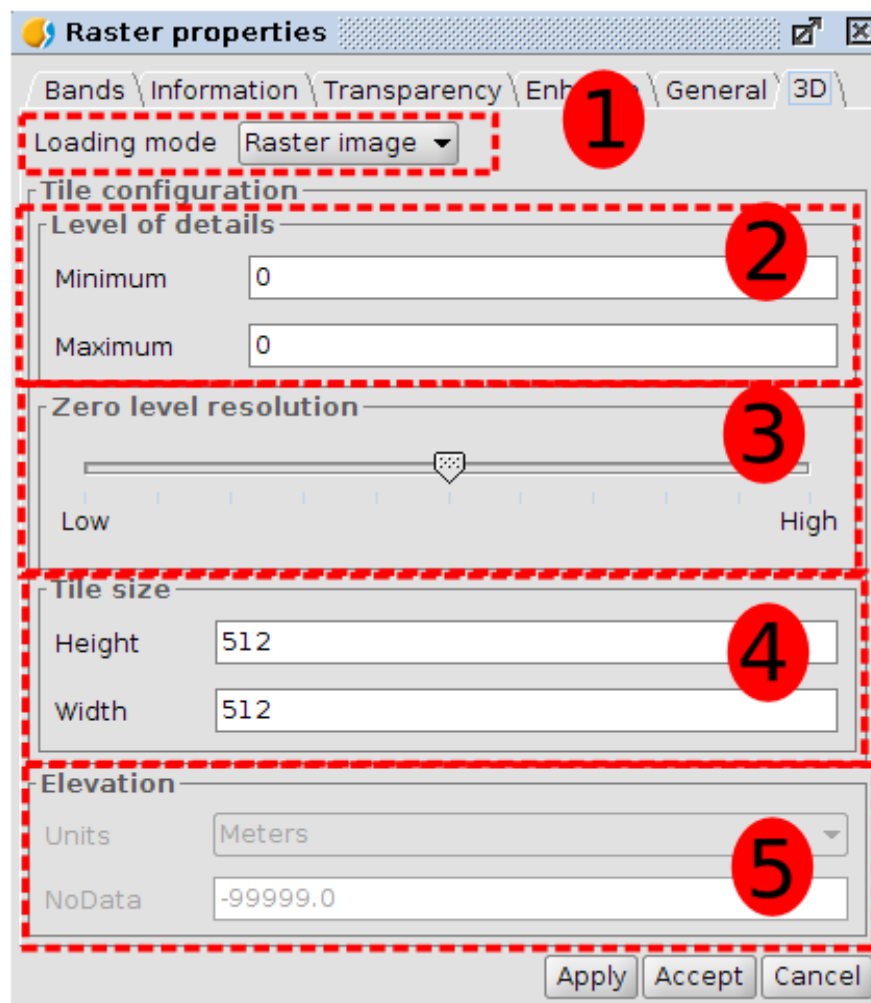 Raster properties
Bands Information Transparency General 3D
1
Loading mode Raster image
Tile configuration
Level of details
2
Minimum 0
Maximum 0
Zero level resolution
3
Low High
Tile size
Height 512
4
Width 512
Elevation
Units Meters
5
NoData -99999.0
Apply Accept Cancel